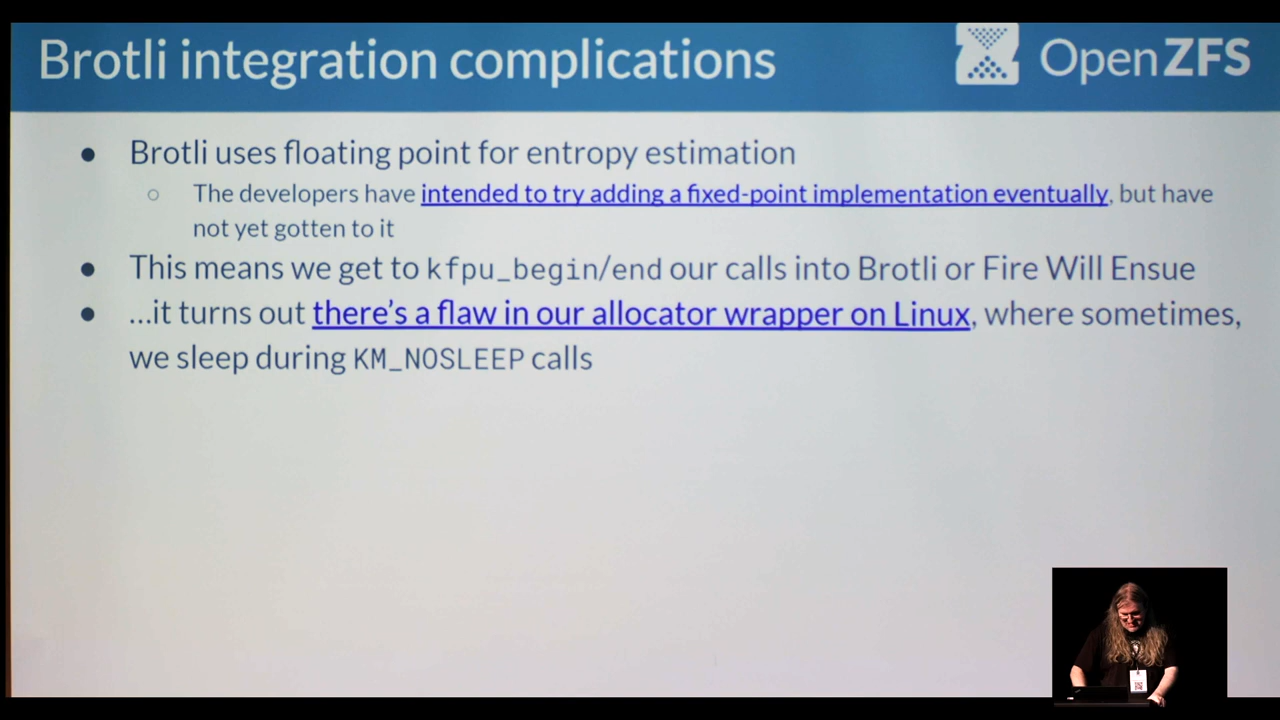 Brotli integration complications
OpenZFS
● Brotli uses floating point for entropy estimation
○ The developers have intended to try adding a fixed-point implementation eventually, but have
not yet gotten to it
● This means we get to kfpu_begin/end our calls into Brotli or Fire Will Ensue
● …it turns out there's a flaw in our allocator wrapper on Linux, where sometimes,
we sleep during KM_NOSLEEP calls